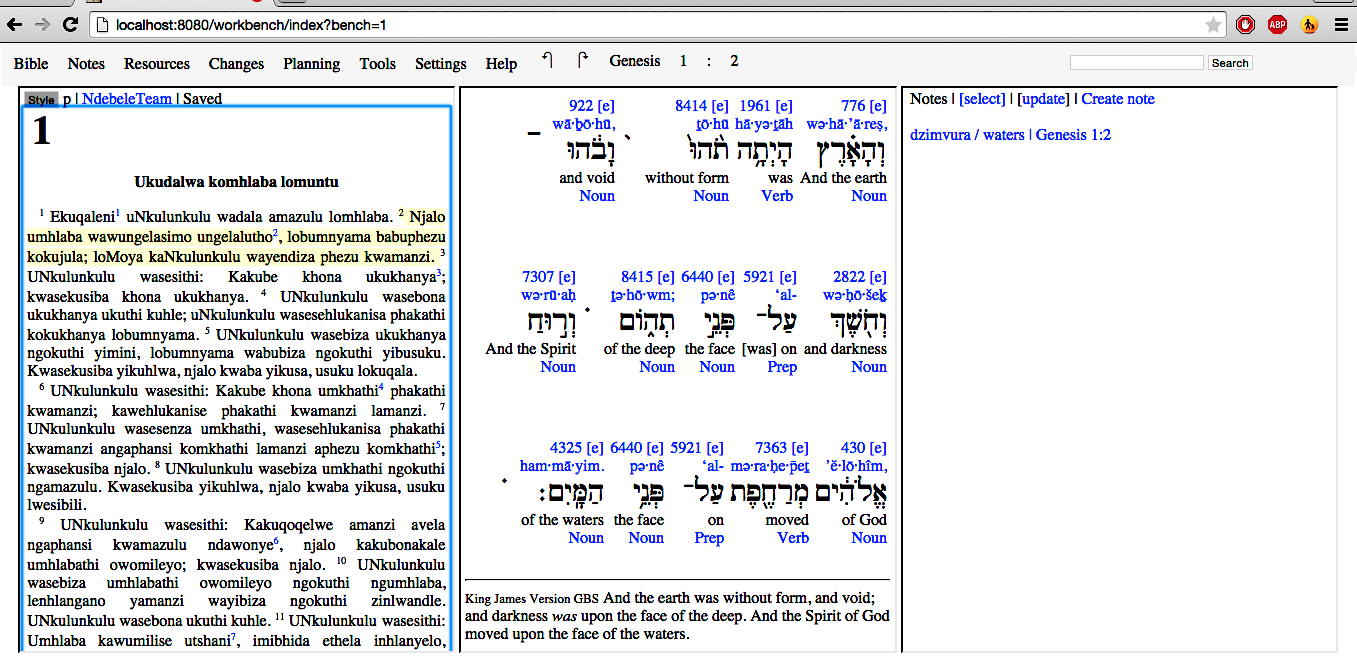 localhost:8080/workbench/index?bench=1
ABP
Bible Notes Resources Changes Planning Tools Settings Help Genesis 1 : 2 Search
Style p | NdebeleTeam | Saved
1
Ukudalwa komhlaba lomuntu
1 Ekuqaleni1 uNkulunkulu wadala amazulu lomhlaba. 2 Njalo
umhlaba wawungelasimo ungelalutho2, lobumnyama babuphezu
kokujula; loMoya kaNkulunkulu wayendiza phezu kwamanzi. 3
UNkulunkulu wasesithi: Kakube khona ukukhanya3;
kwasekusiba khona ukukhanya. 4 UNkulunkulu wasebona
ukukhanya ukuthi kuhle; uNkulunkulu wasesehlukanisa phakathi
kokukhanya lobumnyama. 5 UNkulunkulu wasebiza ukukhanya
ngokuthi yimini, lobumnyama wabubiza ngokuthi yibusuku.
Kwasekusiba yikuhlwa, njalo kwaba yikusa, usuku lokuqala.
6 UNkulunkulu wasesithi: Kakube khona umkhathi4 phakathi
kwamanzi; kawehlukanise phakathi kwamanzi lamanzi. 7
UNkulunkulu wasesenza umkhathi, wasesehlukanisa phakathi
kwamanzi angaphansi komkhathi lamanzi aphezu komkhathi5;
kwasekusiba njalo. 8 UNkulunkulu wasebiza umkhathi ngokuthi
ngamazulu. Kwasekusiba yikuhlwa, njalo kwaba yikusa, usuku
lwesibili.
9 UNkulunkulu wasesithi: Kakuqoqelwe amanzi avela
ngaphansi kwamazulu ndawonye6, njalo kakubonakale
umhlabathi owomileyo; kwasekusiba njalo. 10 UNkulunkulu
wasebiza umhlabathi owomileyo ngokuthi ngumhlaba,
lenhlangano yamanzi wayibiza ngokuthi zinlwandle.
UNkulunkulu wasebona ukuthi kuhle. 11 UNkulunkulu wasesithi:
Umhlaba kawumilise utshani7, imibhida ethela inhlanyelo,
922 [e] 8414 [e] 1961 [e] 776 [e]
wā·ḇō·hū, ṯō·hū hā·yə·ṯāh wə·hā·'ā·reṣ,
וְהָאָ֗רֶץ הָיְתָ֥ה תֹ֙הוּ֙ וָבֹ֔הוּ
and void without form was And the earth
Noun Noun Verb Noun
7307 [e] 8415 [e] 6440 [e] 5921 [e] 2822 [e]
wə·rū·aḥ ṯə·hō·wm; pə·nê ‘al- wə·ḥō·šeḵ
וְחֹ֖שֶׁךְ עַל־ פְּנֵ֣י תְה֑וֹם וְר֣וּחַ
And the Spirit of the deep the face [was] on and darkness
Noun Noun Noun Prep Noun
4325 [e] 6440 [e] 5921 [e] 7363 [e] 430 [e]
ham·mā·yim. pə·nê ‘al- mə·ra·ḥe·p̄eṯ 'ĕ·lō·hîm,
אֱלֹהִ֔ים מְרַחֶ֖פֶת עַל־ פְּנֵ֥י הַמָּֽיִם׃
of the waters the face on moved of God
Noun Noun Prep Verb Noun
King James Version GBS And the earth was without form, and void;
and darkness was upon the face of the deep. And the Spirit of God
moved upon the face of the waters.
Notes | [select] | [update] | Create note
dzimvura / waters | Genesis 1:2